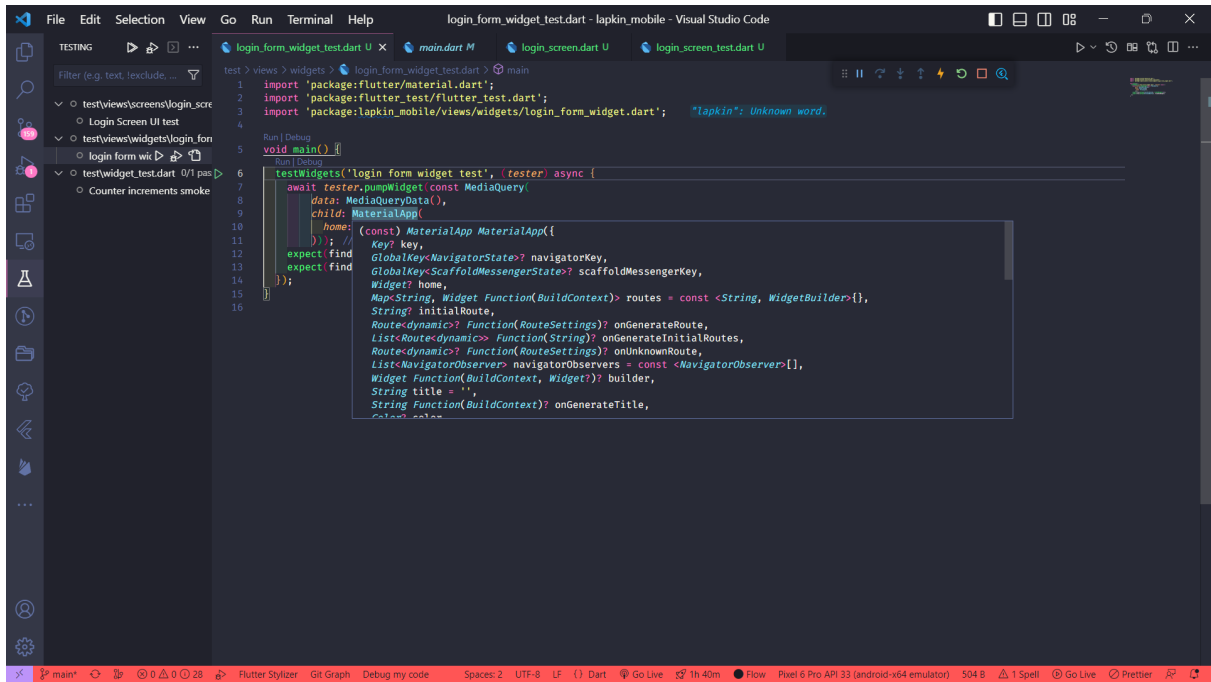 File Edit Selection View Go Run Terminal Help login_form_widget_test.dart - lapkin_mobile - Visual Studio Code
TESTING
login_form_widget_test.dart U
main.dart M
login_screen.dart U
login_screen_test.dart U
Filter (e.g. text, !exclude, ...
test > views > widgets > login_form_widget_test.dart > main
test\views\screens\login_scre
Login Screen UI test
test\views\widgets\login_forr
login form wic
test\widget_test.dart 0/1 pas
Counter increments smoke
1 import 'package:flutter/material.dart';
2 import 'package:flutter_test/flutter_test.dart';
3 import 'package:lapkin_mobile/views/widgets/login_form_widget.dart'; "lapkin": Unknown word.
4
Run | Debug
5 void main() {
Run | Debug
6 testWidgets('login form widget test', (tester) async {
7 await tester.pumpWidget(const MediaQuery(
8 data: MediaQueryData(),
9 child: MaterialApp(
10 home:
11 ))); //
12 expect(find
13 expect(find
14 });
15 }
16
(const) MaterialApp MaterialApp({
Key? key,
GlobalKey<NavigatorState>? navigatorKey,
GlobalKey<ScaffoldMessengerState>? scaffoldMessengerKey,
Widget? home,
Map<String, Widget Function(BuildContext)> routes = const <String, WidgetBuilder>{},
String? initialRoute,
Route<dynamic>? Function(RouteSettings)? onGenerateRoute,
List<Route<dynamic>> Function(String)? onGenerateInitialRoutes,
Route<dynamic>? Function(RouteSettings)? onUnknownRoute,
List<NavigatorObserver> navigatorObservers = const <NavigatorObserver>[],
Widget Function(BuildContext, Widget?)? builder,
String title = '',
String Function(BuildContext)? onGenerateTitle,
Color? color
159
1
main* 0 0 28 Flutter Stylizer Git Graph Debug my code Spaces: 2 UTF-8 LF {} Dart Go Live 1h 40m Flow Pixel 6 Pro API 33 (android-x64 emulator) 504 B 1 Spell Go Live Prettier